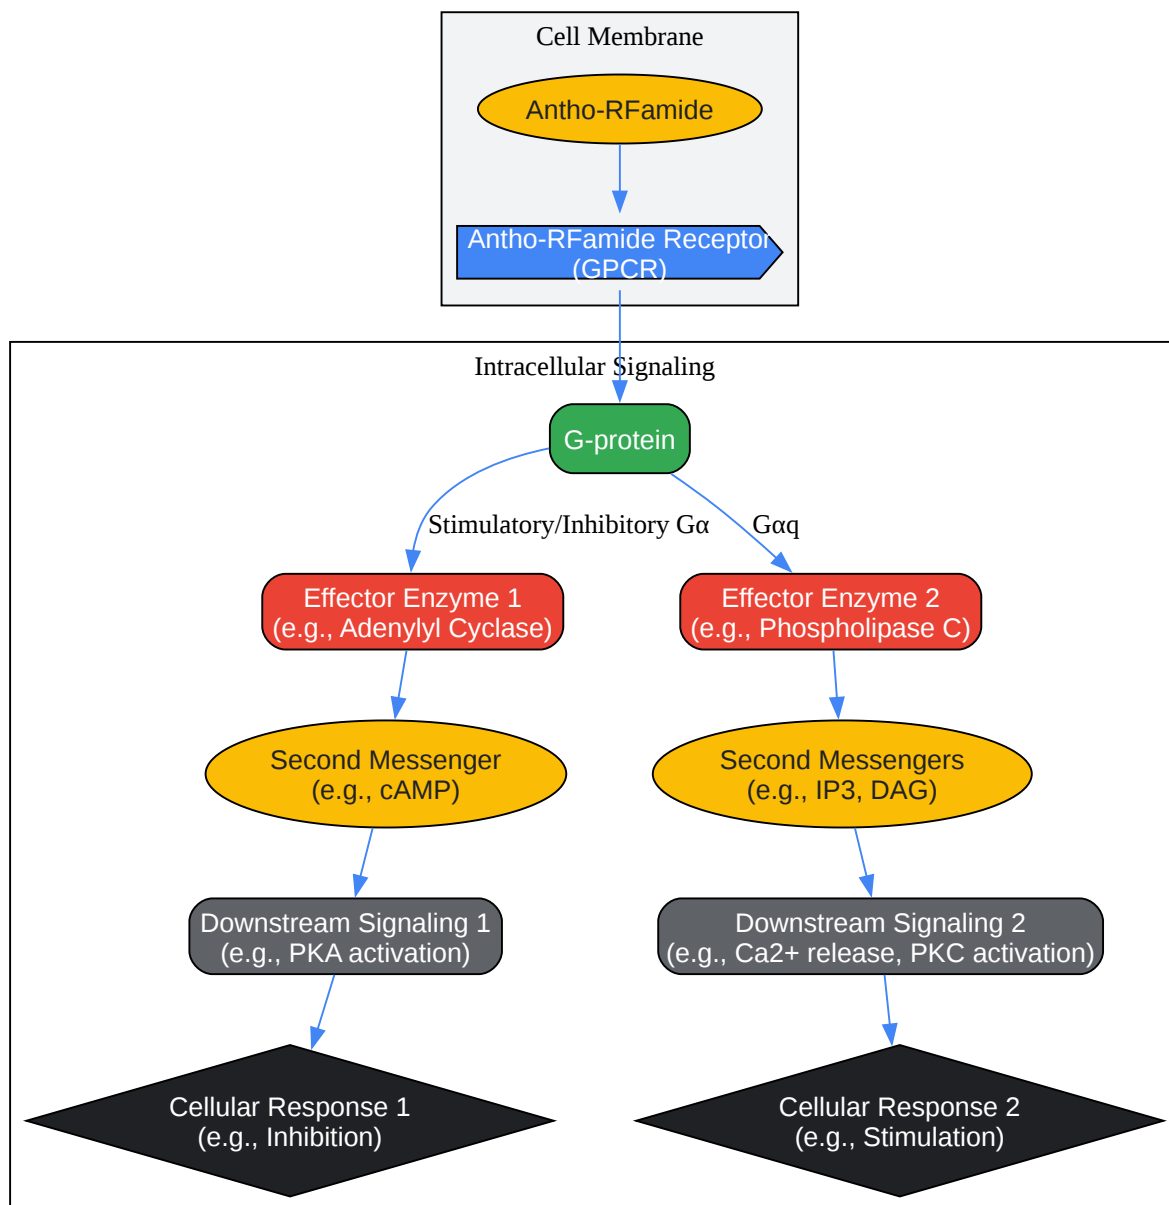 Cell Membrane
Antho-RFamide
Antho-RFamide Receptor
(GPCR)
Intracellular Signaling
G-protein
Stimulatory/Inhibitory Gα
Gαq
Effector Enzyme 1
(e.g., Adenylyl Cyclase)
Effector Enzyme 2
(e.g., Phospholipase C)
Second Messenger
(e.g., cAMP)
Second Messengers
(e.g., IP3, DAG)
Downstream Signaling 1
(e.g., PKA activation)
Downstream Signaling 2
(e.g., Ca2+ release, PKC activation)
Cellular Response 1
(e.g., Inhibition)
Cellular Response 2
(e.g., Stimulation)